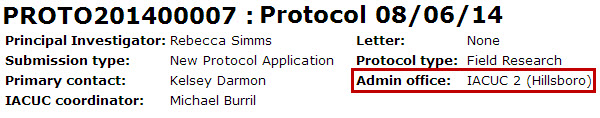 PROTO201400007 : Protocol 08/06/14
Principal Investigator: Rebecca Simms Letter: None
Submission type: New Protocol Application Protocol type: Field Research
Primary contact: Kelsey Darmon Admin office: IACUC 2 (Hillsboro)
IACUC coordinator: Michael Burril